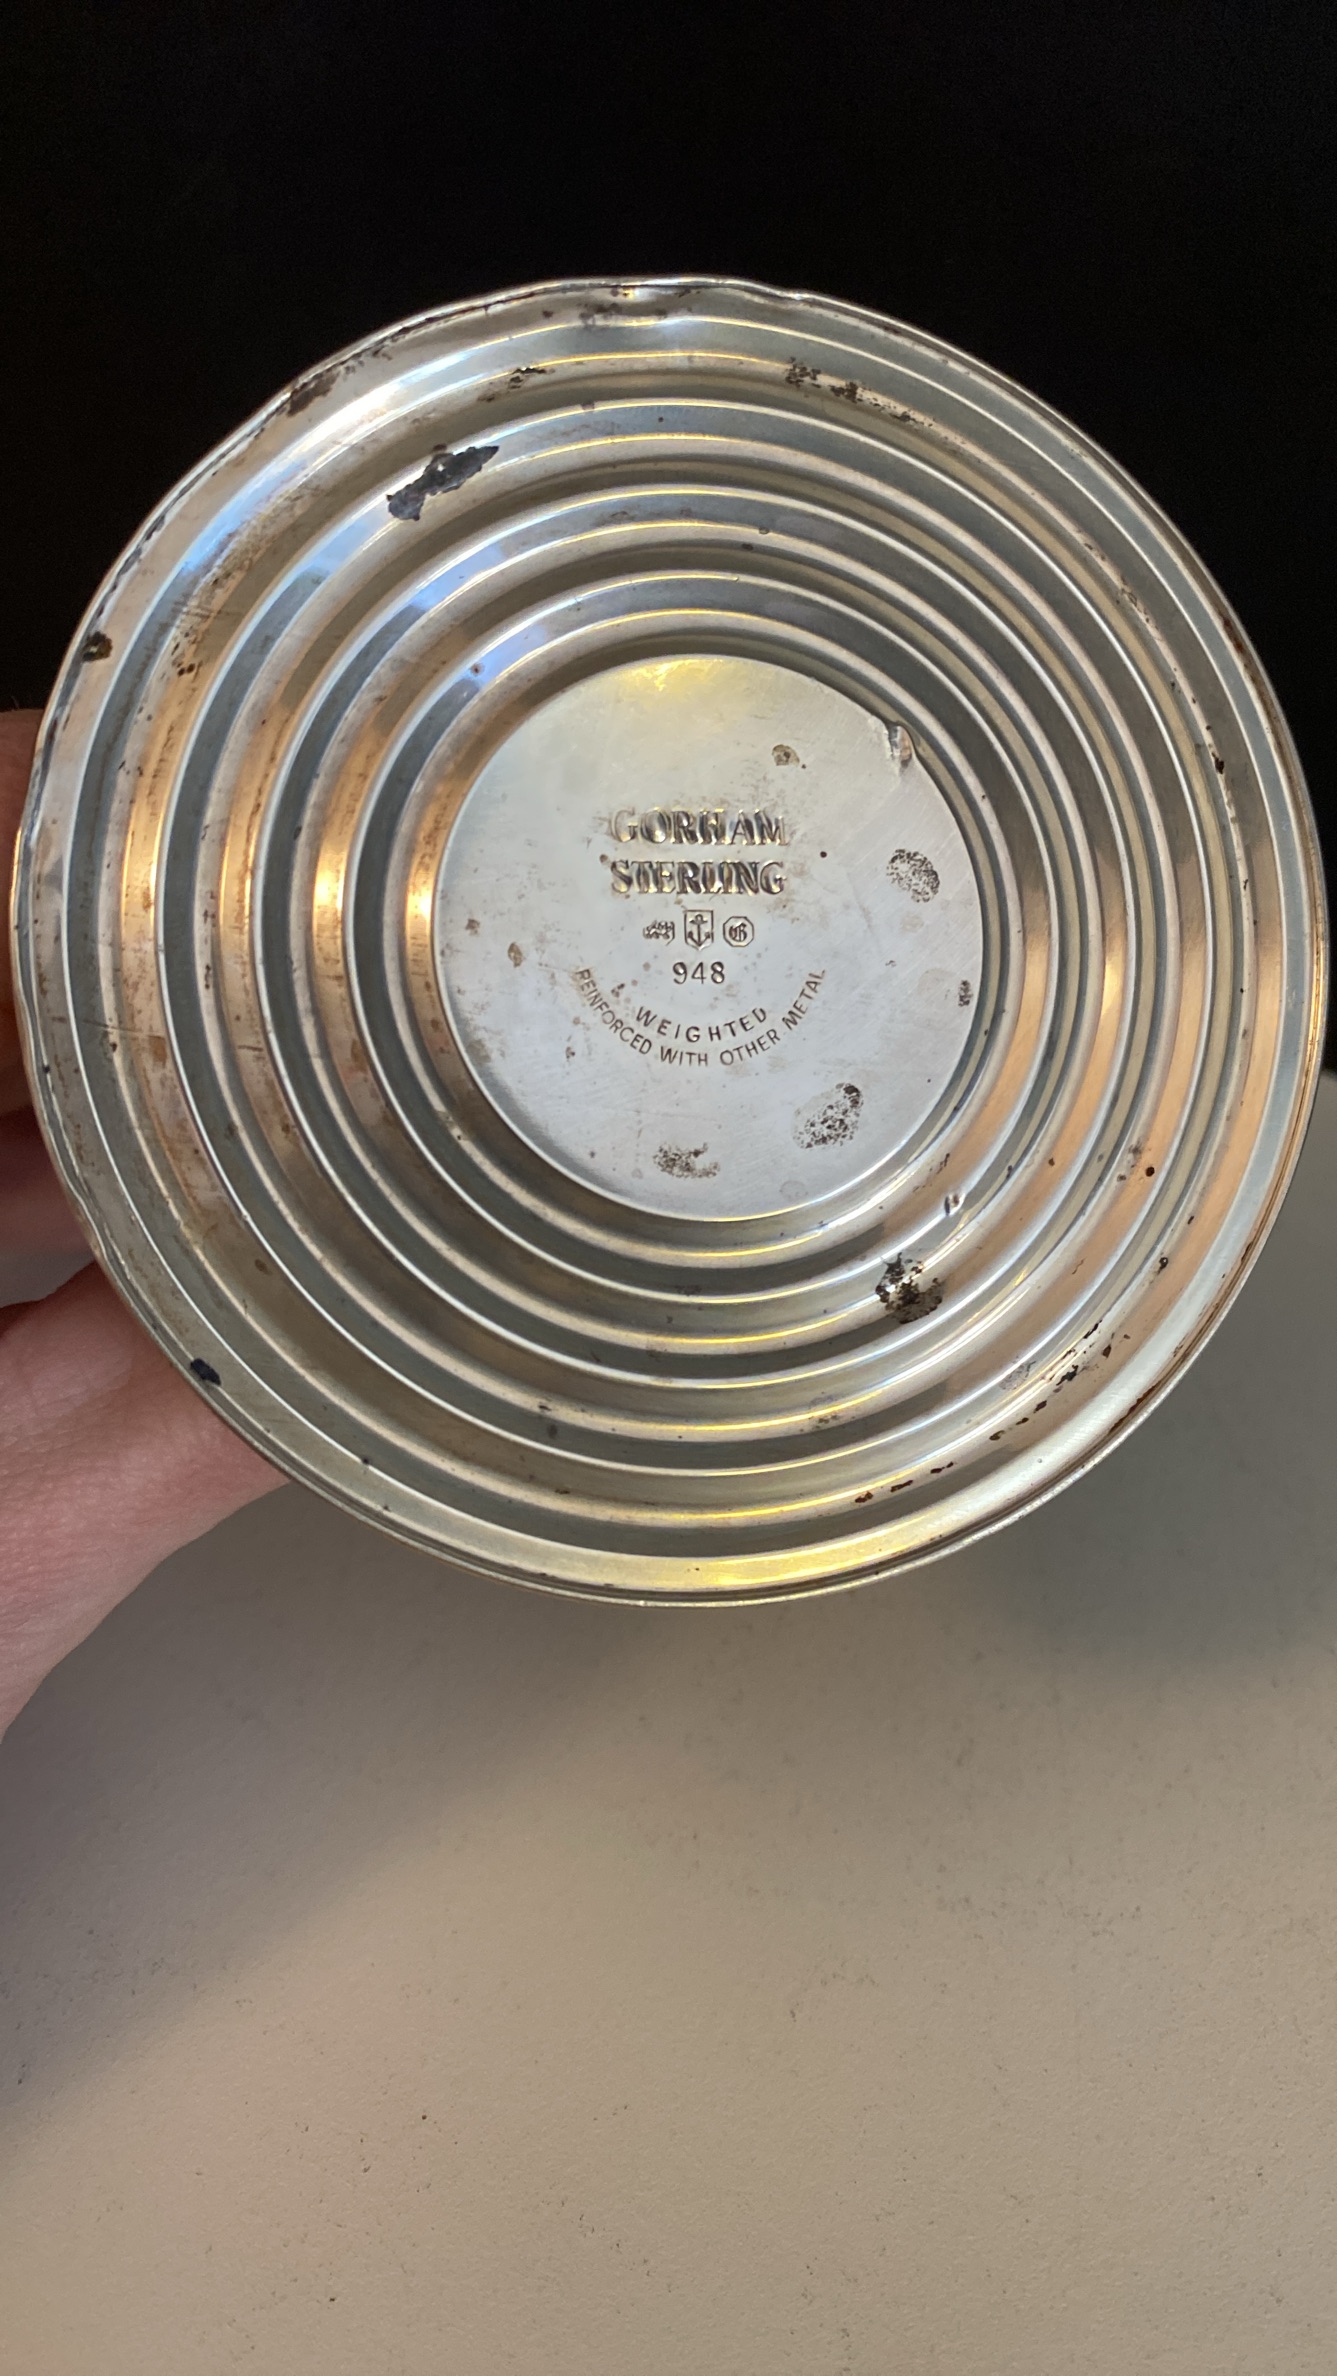 GORHAM
STERLING
G
948
WEIGHTED
REINFORCED WITH OTHER METAL